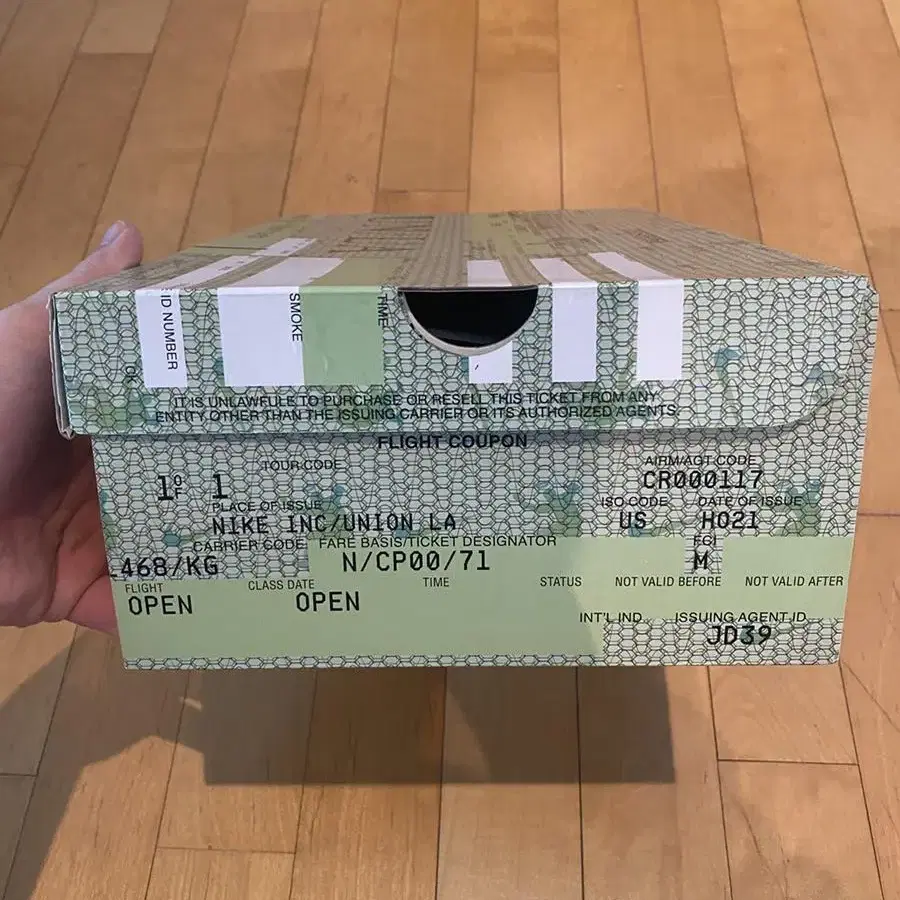 ID NUMBER
SMOKE
TIME
OK
IT IS UNLAWFULE TO PURCHASE OR RESELL THIS TICKET FROM ANY
ENTITY OTHER THAN THE ISSUING CARRIER OR ITS AUTHORIZED AGENTS.
FLIGHT COUPON
TOUR CODE AIRM/AGT CODE
1 OF 1 CR000117
PLACE OF ISSUE ISO CODE DATE OF ISSUE
NIKE INC/UNION LA US HO21
CARRIER CODE FARE BASIS/TICKET DESIGNATOR FCI
468/KG N/CP00/71 M
FLIGHT CLASS DATE TIME STATUS NOT VALID BEFORE NOT VALID AFTER
OPEN OPEN
INT'L IND ISSUING AGENT ID
JD39